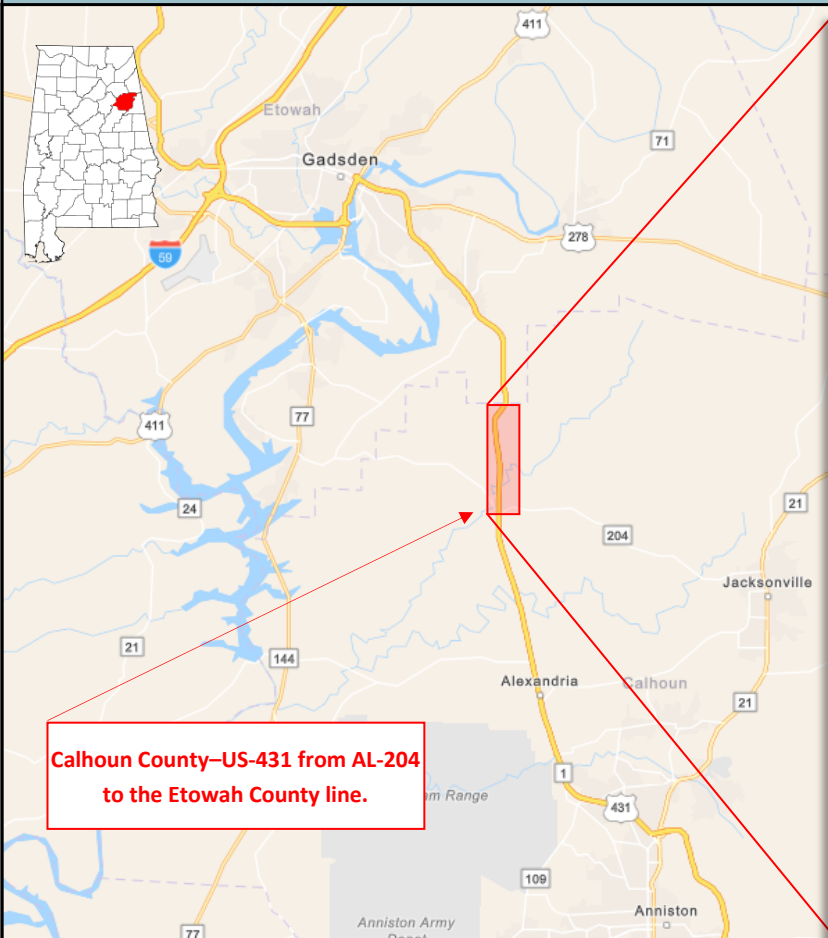 411
Etowah
Gadsden
71
278
59
77
411
24
21
204
Jacksonville
21
144
Alexandria
Calhoun
21
Calhoun County–US-431 from AL-204
to the Etowah County line.
1
Range
431
109
Anniston
Anniston Army
77